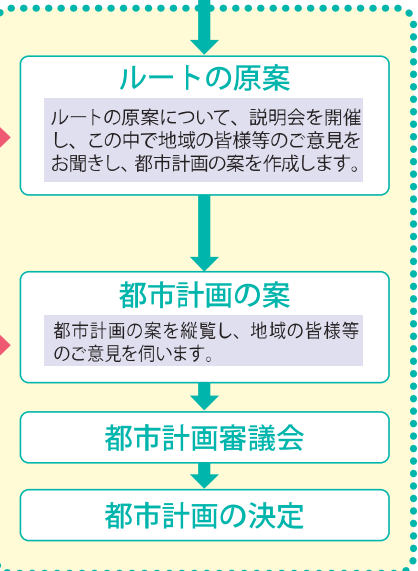 ルートの原案
ルートの原案について、説明会を開催
し、この中で地域の皆様等のご意見を
お聞きし、都市計画の案を作成します。
都市計画の案
都市計画の案を縦覧し、地域の皆様等
のご意見を伺います。
都市計画審議会
都市計画の決定